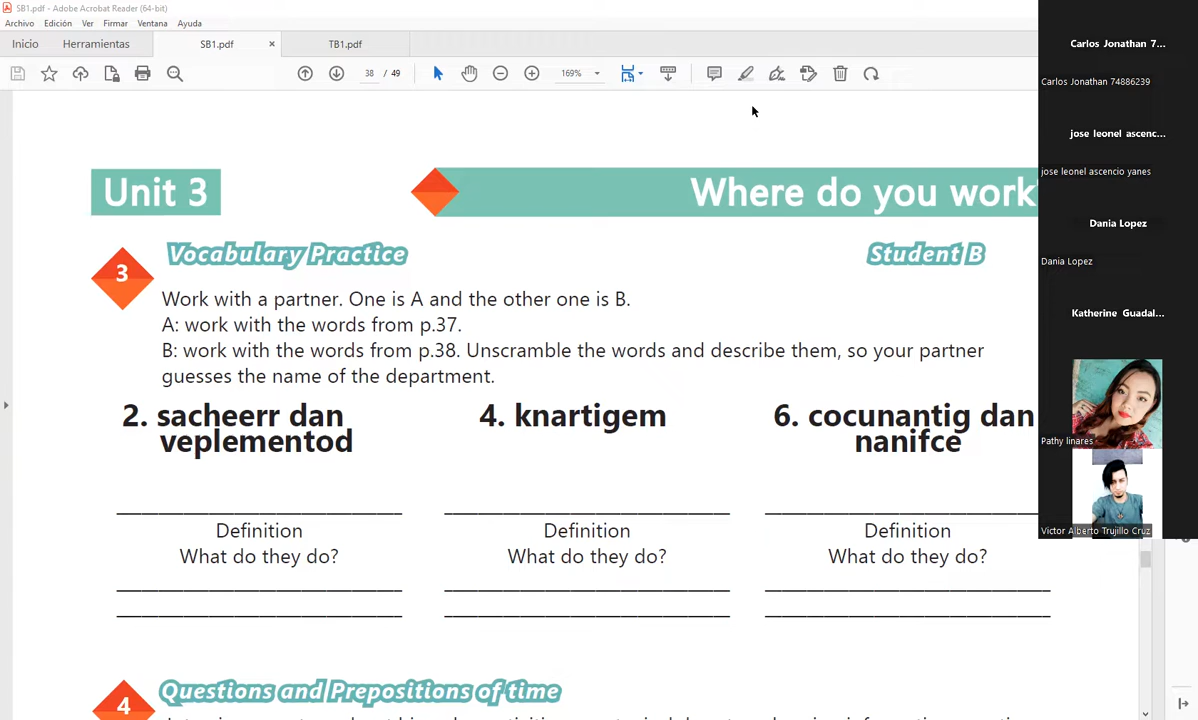 SB1.pdf - Adobe Acrobat Reader (64-bit)
Archivo Edición Ver Firmar Ventana Ayuda
Inicio Herramientas SB1.pdf × TB1.pdf
38 / 49 169%
Unit 3
Where do you work
3
Vocabulary Practice
Student B
Work with a partner. One is A and the other one is B.
A: work with the words from p.37.
B: work with the words from p.38. Unscramble the words and describe them, so your partner
guesses the name of the department.
2. sacheerr dan
veplementod
4. knartigem
6. cocunantig dan
nanifce
Definition
What do they do?
Definition
What do they do?
Definition
What do they do?
4
Questions and Prepositions of time
Carlos Jonathan 7...
Carlos Jonathan 74886239
jose leonel ascenc...
jose leonel ascencio yanes
Dania Lopez
Dania Lopez
Katherine Guadal...
Pathy linares
Victor Alberto Trujillo Cruz